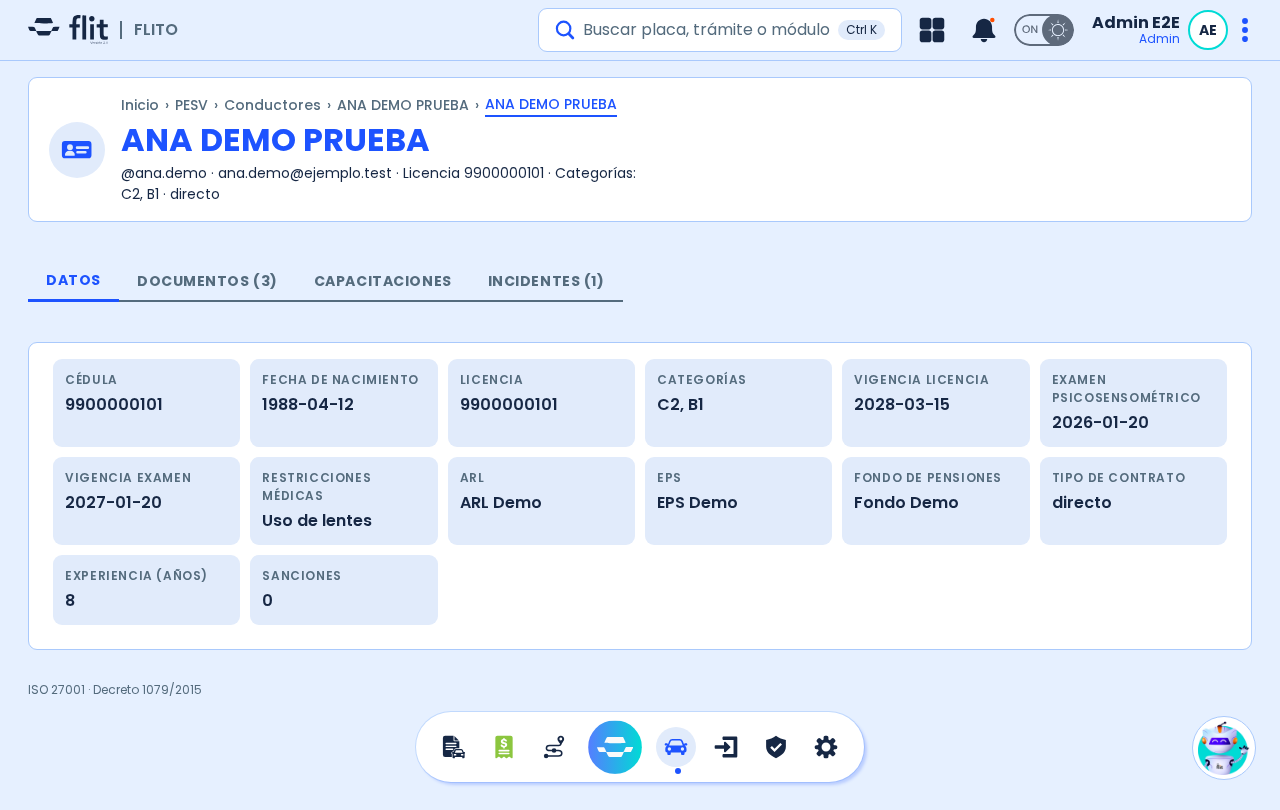 flit | FLITO
Buscar placa, trámite o módulo Ctrl K
ON
Admin E2E
Admin
AE
Inicio › PESV › Conductores › ANA DEMO PRUEBA › ANA DEMO PRUEBA
ANA DEMO PRUEBA
@ana.demo · ana.demo@ejemplo.test · Licencia 9900000101 · Categorías:
C2, B1 · directo
DATOS DOCUMENTOS (3) CAPACITACIONES INCIDENTES (1)
CÉDULA
9900000101
FECHA DE NACIMIENTO
1988-04-12
LICENCIA
9900000101
CATEGORÍAS
C2, B1
VIGENCIA LICENCIA
2028-03-15
EXAMEN
PSICOSENSOMÉTRICO
2026-01-20
VIGENCIA EXAMEN
2027-01-20
RESTRICCIONES
MÉDICAS
Uso de lentes
ARL
ARL Demo
EPS
EPS Demo
FONDO DE PENSIONES
Fondo Demo
TIPO DE CONTRATO
directo
EXPERIENCIA (AÑOS)
8
SANCIONES
0
ISO 27001 · Decreto 1079/2015